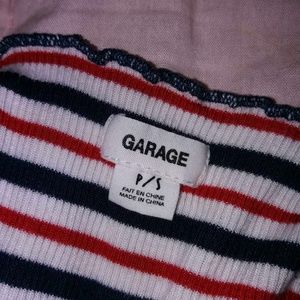 GARAGE
P/S
FAIT EN CHINE
MADE IN CHINA